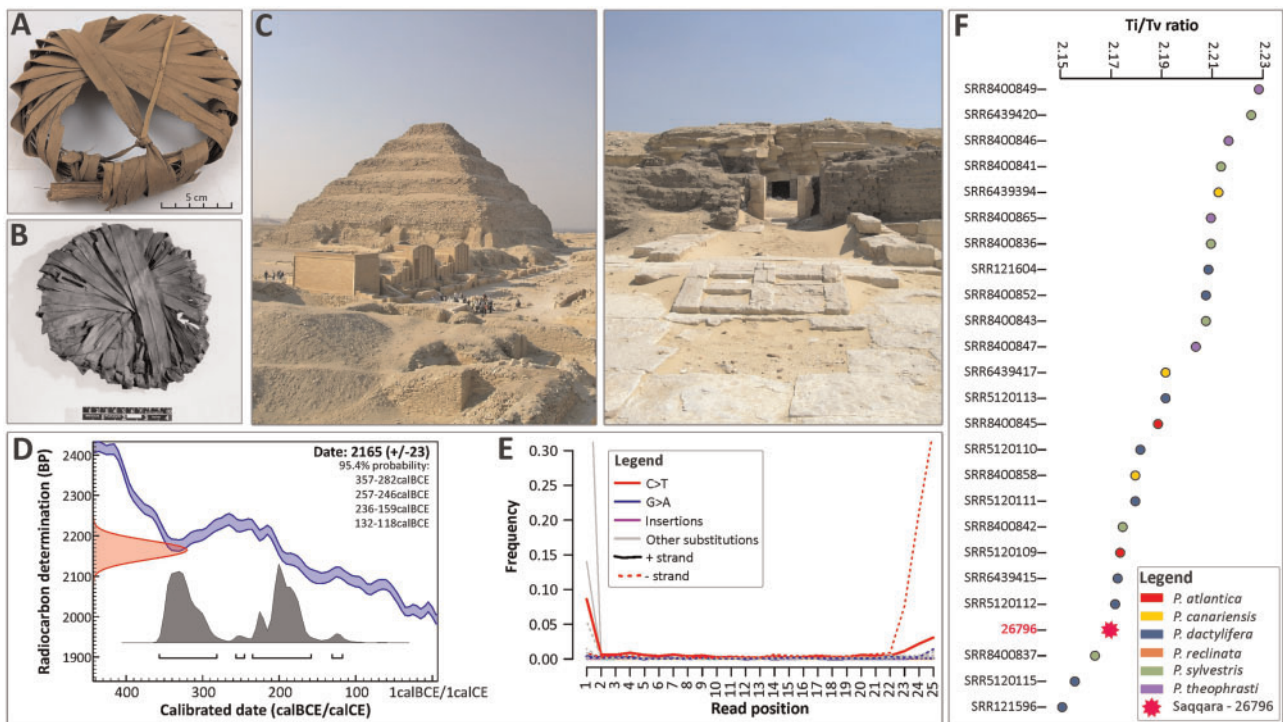 A
5 cm
B
C
D
Date: 2165 (+/-23)
95.4% probability:
357-282calBCE
257-246calBCE
236-159calBCE
132-118calBCE
Radiocarbon determination (BP)
2400
2300
2200
2100
2000
1900
400
300
200
100
1calBCE/1calCE
Calibrated date (calBCE/calCE)
E
Frequency
0.30
0.25
0.20
0.15
0.10
0.05
0.00
Legend
C>T
G>A
Insertions
Other substitutions
+ strand
- strand
1 2 3 4 5 6 7 8 9 10 11 12 13 14 15 16 17 18 19 20 21 22 23 24 25
Read position
F
Ti/Tv ratio
2.15 2.17 2.19 2.21 2.23
SRR8400849
SRR6439420
SRR8400846
SRR8400841
SRR6439394
SRR8400865
SRR8400836
SRR121604
SRR8400852
SRR8400843
SRR8400847
SRR6439417
SRR5120113
SRR8400845
SRR5120110
SRR8400858
SRR5120111
SRR8400842
SRR5120109
SRR6439415
SRR5120112
26796
SRR8400837
SRR5120115
SRR121596
Legend
P. atlantica
P. canariensis
P. dactylifera
P. reclinata
P. sylvestris
P. theophrasti
Saqqara - 26796